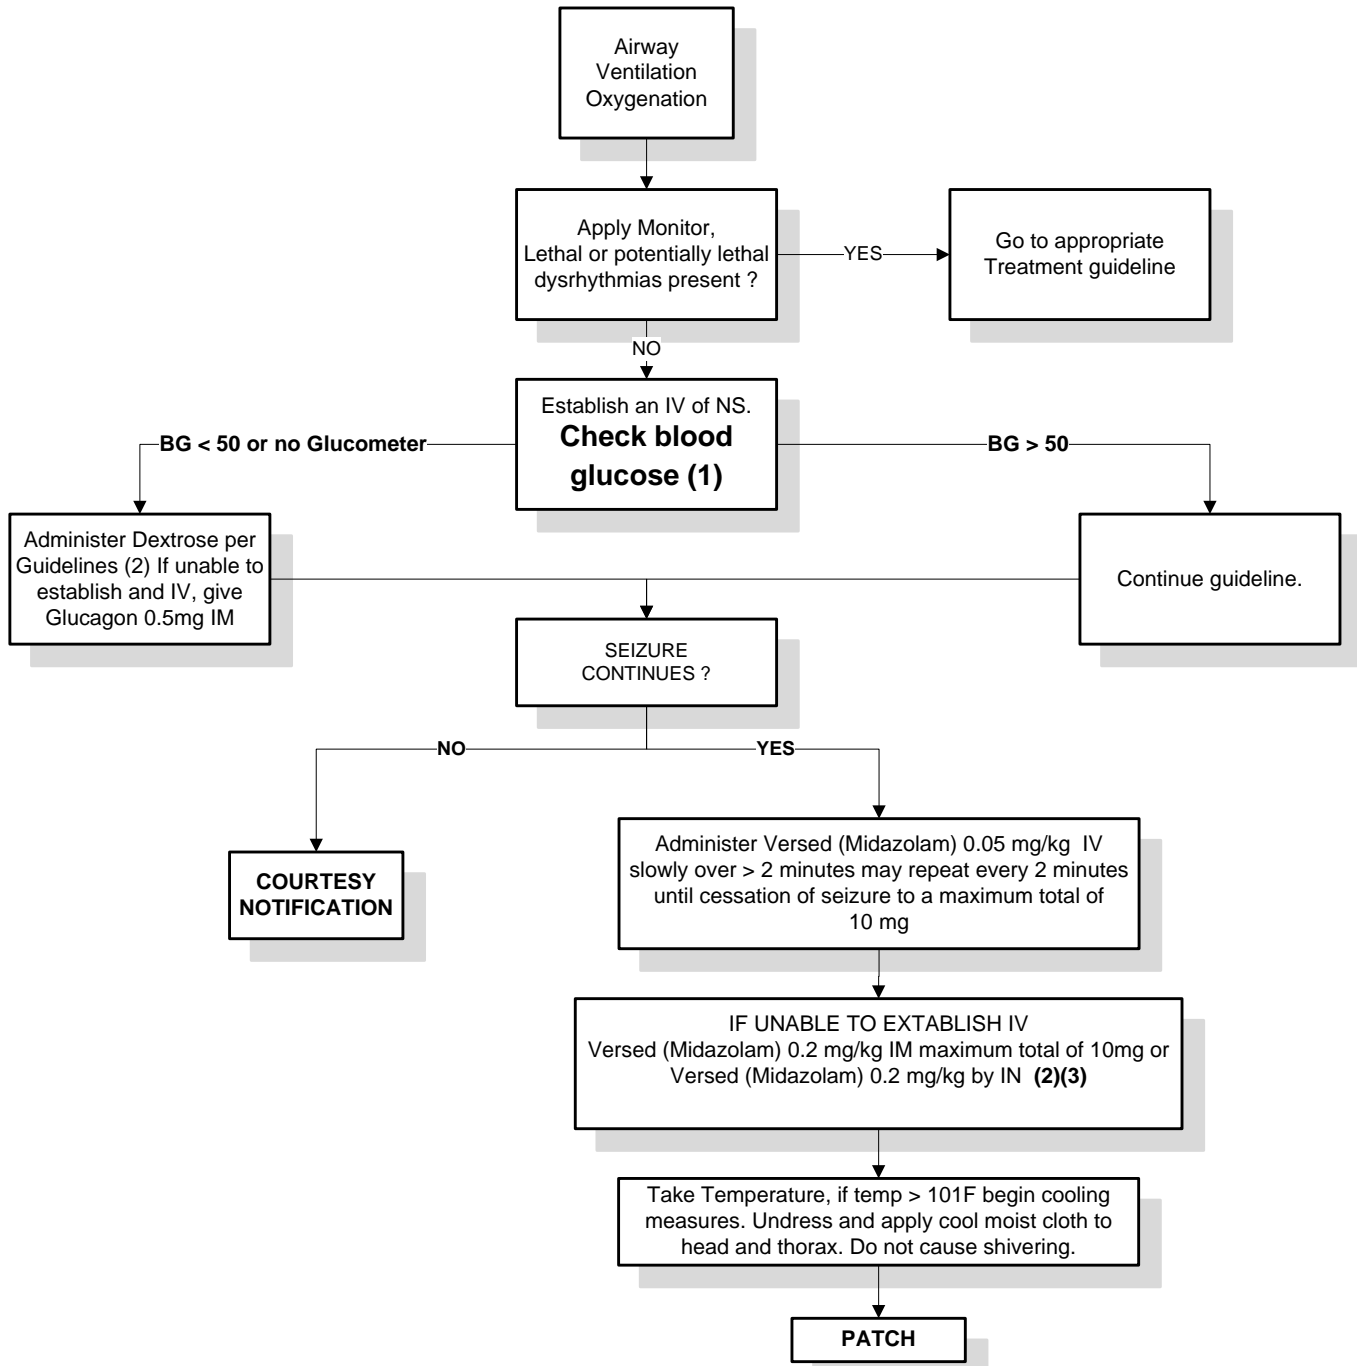 Airway
Ventilation
Oxygenation
Apply Monitor,
Lethal or potentially lethal
dysrhythmias present ?
YES
Go to appropriate
Treatment guideline
NO
Establish an IV of NS.
Check blood
glucose (1)
BG < 50 or no Glucometer
BG > 50
Administer Dextrose per
Guidelines (2) If unable to
establish and IV, give
Glucagon 0.5mg IM
Continue guideline.
SEIZURE
CONTINUES ?
NO
YES
COURTESY
NOTIFICATION
Administer Versed (Midazolam) 0.05 mg/kg  IV
slowly over > 2 minutes may repeat every 2 minutes
until cessation of seizure to a maximum total of
10 mg
IF UNABLE TO EXTABLISH IV
Versed (Midazolam) 0.2 mg/kg IM maximum total of 10mg or
Versed (Midazolam) 0.2 mg/kg by IN  (2)(3)
Take Temperature, if temp > 101F begin cooling
measures. Undress and apply cool moist cloth to
head and thorax. Do not cause shivering.
PATCH